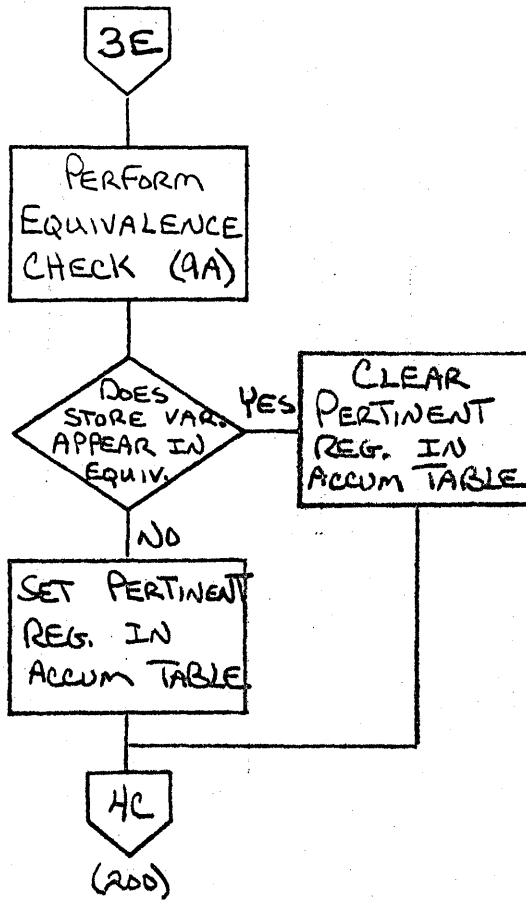 3E
PERFORM
EQUIVALENCE
CHECK (9A)
DOES
STORE VAR.
APPEAR IN
EQUIV.
YES
CLEAR
PERTINENT
REG. IN
ACCUM TABLE
NO
SET PERTINENT
REG. IN
ACCUM TABLE.
4C
(200)